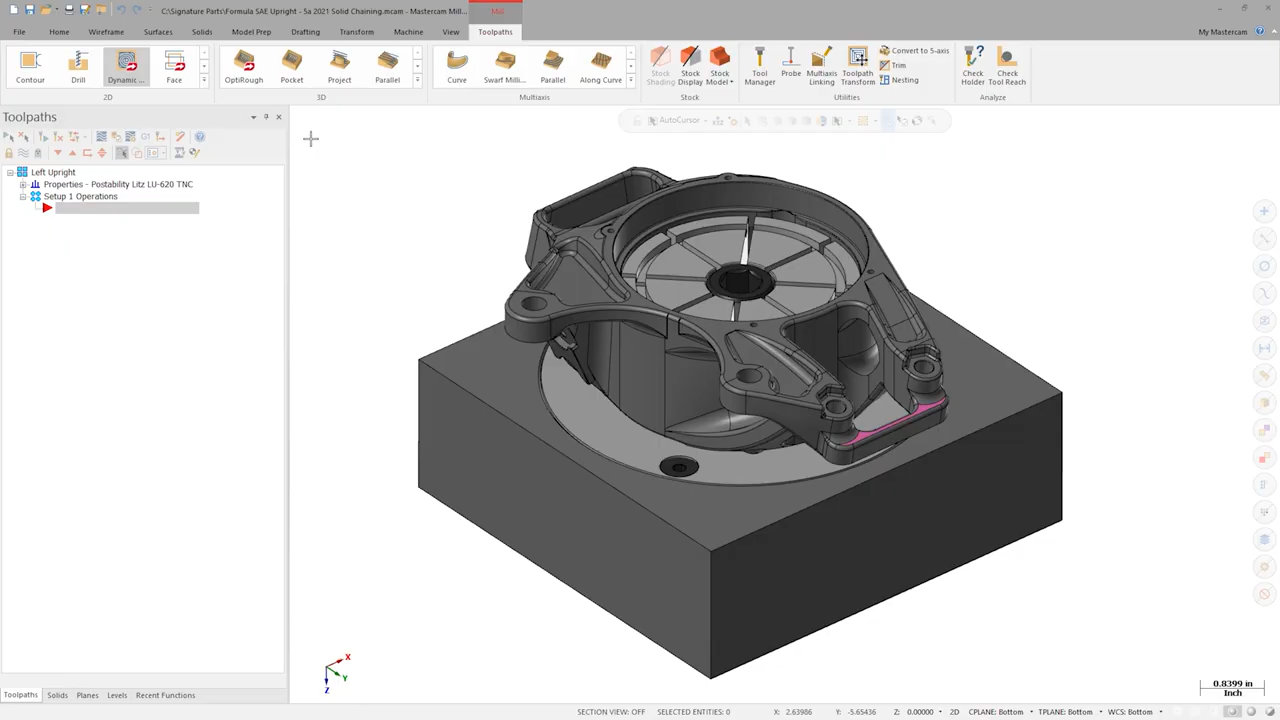 C:\Signature Parts\Formula SAE Upright - Sa 2021 Solid Chaining.mcam - Mastercam Mill...
Mill
File Home Wireframe Surfaces Solids Model Prep Drafting Transform Machine View Toolpaths My Mastercam
Contour Drill Dynamic ... Face OptiRough Pocket Project Parallel Curve Swarf Milli... Parallel Along Curve
Stock Shading
Stock Display
Stock Model
Tool Manager
Probe
Multiaxis Linking
Toolpath Transform
Convert to 5-axis
Trim
Nesting
Check Holder
Check Tool Reach
2D 3D Multiaxis Stock Utilities Analyze
Toolpaths
AutoCursor
Left Upright
Properties - Postability Litz LU-620 TNC
Setup 1 Operations
X
Y
Z
0.8399 in
Inch
Toolpaths Solids Planes Levels Recent Functions
SECTION VIEW: OFF SELECTED ENTITIES: 0 X: 2.63986 Y: -5.65436 Z: 0.00000 2D CPLANE: Bottom TPLANE: Bottom WCS: Bottom